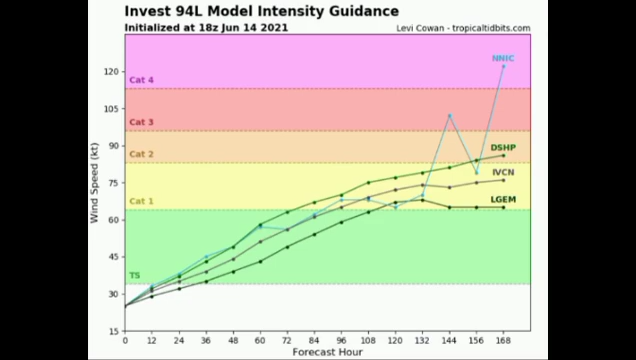 Invest 94L Model Intensity Guidance
Initialized at 18z Jun 14 2021
Levi Cowan - tropicaltidbits.com
Wind Speed (kt)
120
105
90
75
60
45
30
15
Cat 4
Cat 3
Cat 2
Cat 1
TS
NNIC
DSHP
IVCN
LGEM
0 12 24 36 48 60 72 84 96 108 120 132 144 156 168
Forecast Hour